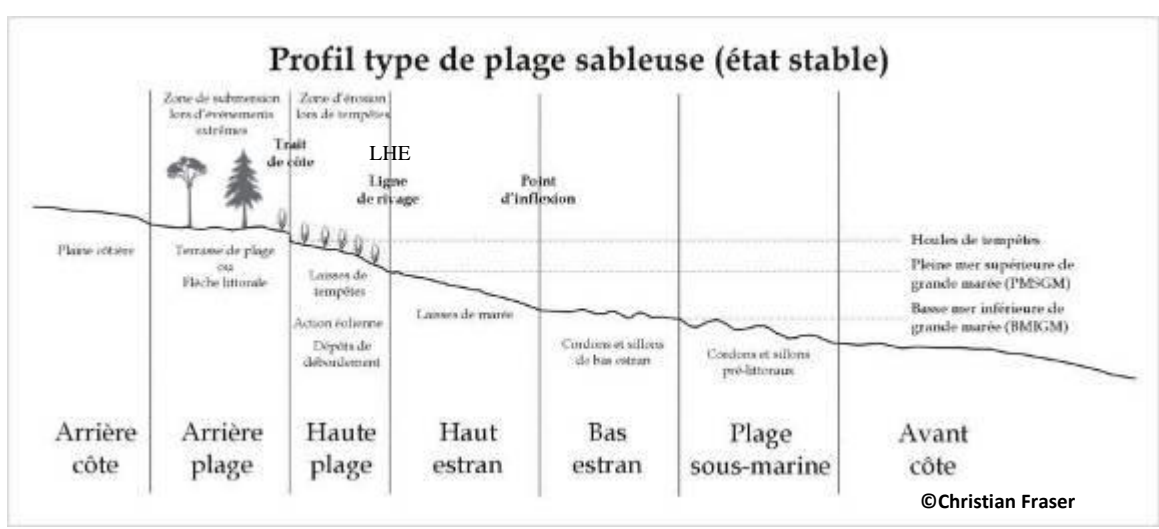 Profil type de plage sableuse (état stable)
Zone de submersion
lors d'événements
extrêmes
Zone d'érosion
lors de tempêtes
Trait
de côte
LHE
Ligne
de rivage
Point
d'inflexion
Plaine côtière
Terrasse de plage
ou
Flèche littorale
Laisses de
tempêtes
Action éolienne
Dépôts de
débordement
Laisses de marée
Cordons et sillons
de bas estran
Cordons et sillons
pré-littoraux
Houles de tempêtes
Pleine mer supérieure de
grande marée (PMSGM)
Basse mer inférieure de
grande marée (BMIGM)
Arrière
côte
Arrière
plage
Haute
plage
Haut
estran
Bas
estran
Plage
sous-marine
Avant
côte
©Christian Fraser